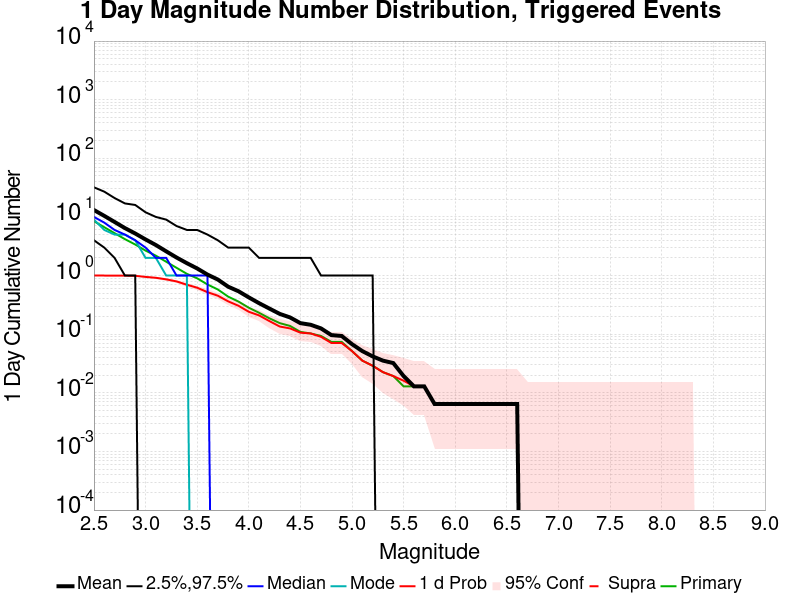 1 Day Magnitude Number Distribution, Triggered Events
10^4
10^3
10^2
10^1
10^0
10^-1
10^-2
10^-3
10^-4
1 Day Cumulative Number
2.5 3.0 3.5 4.0 4.5 5.0 5.5 6.0 6.5 7.0 7.5 8.0 8.5 9.0
Magnitude
Mean 2.5%,97.5% Median Mode 1 d Prob 95% Conf Supra Primary